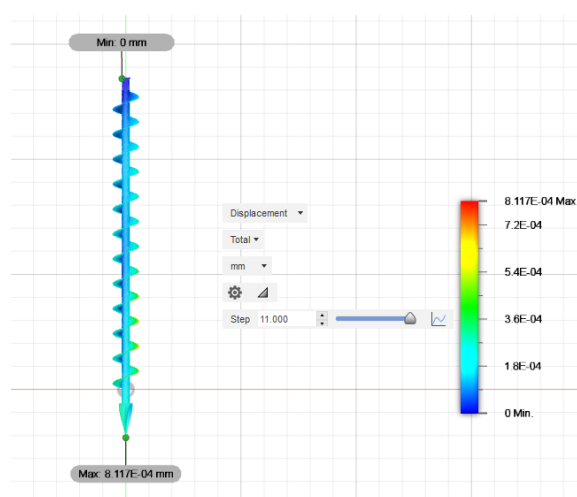 Min: 0 mm
Displacement
Total
mm
Step 11.000
8.117E-04 Max
7.2E-04
5.4E-04
3.6E-04
1.8E-04
0 Min.
Max: 8.117E-04 mm